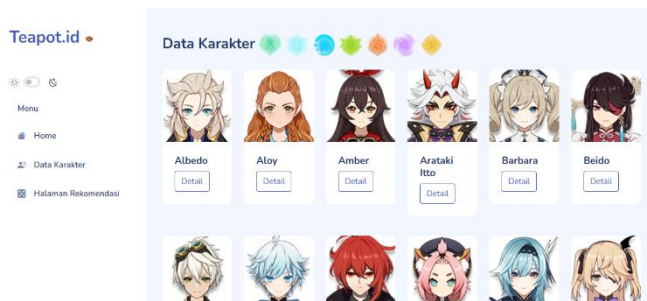 Teapot.id
Menu
Home
Data Karakter
Halaman Rekomendasi
Data Karakter
Albedo
Detail
Aloy
Detail
Amber
Detail
Arataki
Itto
Detail
Barbara
Detail
Beido
Detail